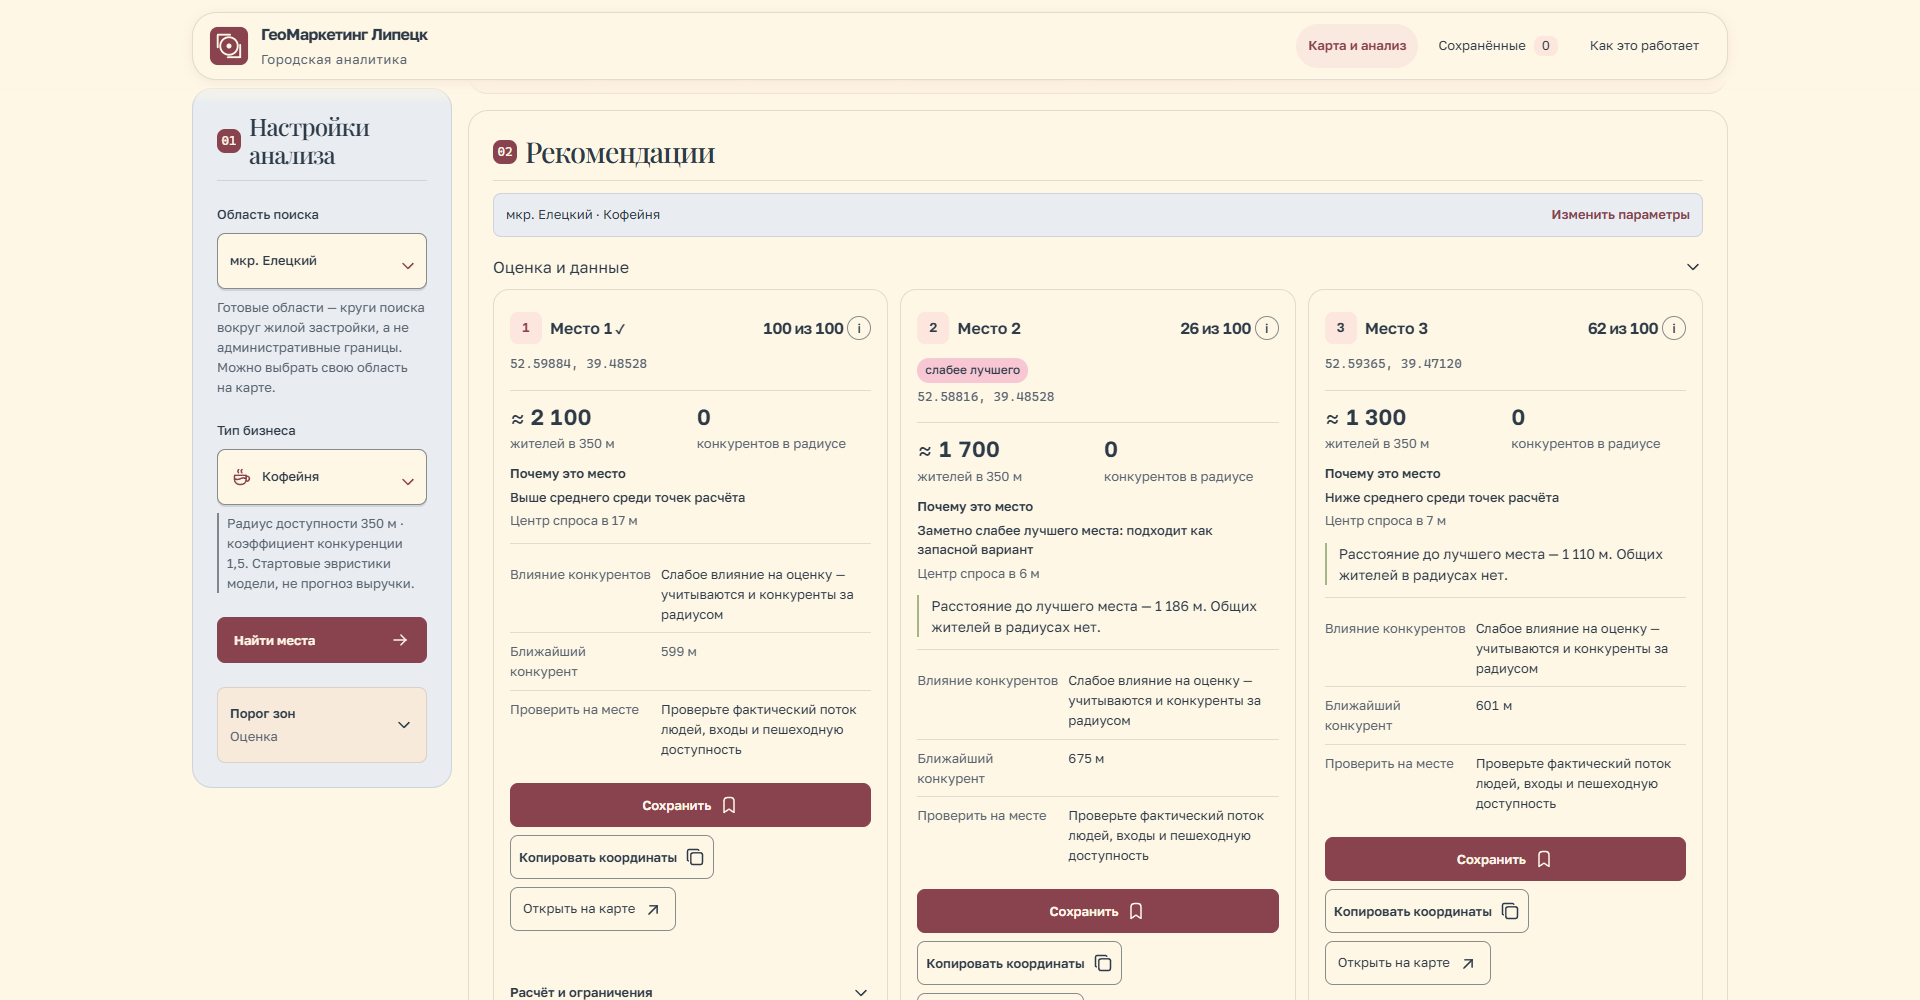 ГеоМаркетинг Липецк
Городская аналитика
Карта и анализ
Сохранённые 0
Как это работает
01 Настройки
анализа
Область поиска
мкр. Елецкий
Готовые области — круги поиска
вокруг жилой застройки, а не
административные границы.
Можно выбрать свою область
на карте.
Тип бизнеса
Кофейня
Радиус доступности 350 м ·
коэффициент конкуренции
1,5. Стартовые эвристики
модели, не прогноз выручки.
Найти места
Порог зон
Оценка
02 Рекомендации
мкр. Елецкий · Кофейня
Изменить параметры
Оценка и данные
1 Место 1 ✓ 100 из 100 i
52.59884, 39.48528
≈ 2 100 0
жителей в 350 м конкурентов в радиусе
Почему это место
Выше среднего среди точек расчёта
Центр спроса в 17 м
Влияние конкурентов Слабое влияние на оценку —
учитываются и конкуренты за
радиусом
Ближайший 599 м
конкурент
Проверить на месте Проверьте фактический поток
людей, входы и пешеходную
доступность
Сохранить
Копировать координаты
Открыть на карте
Расчёт и ограничения
2 Место 2 26 из 100 i
слабее лучшего
52.58816, 39.48528
≈ 1 700 0
жителей в 350 м конкурентов в радиусе
Почему это место
Заметно слабее лучшего места: подходит как
запасной вариант
Центр спроса в 6 м
Расстояние до лучшего места — 1 186 м. Общих
жителей в радиусах нет.
Влияние конкурентов Слабое влияние на оценку —
учитываются и конкуренты за
радиусом
Ближайший 675 м
конкурент
Проверить на месте Проверьте фактический поток
людей, входы и пешеходную
доступность
Сохранить
Копировать координаты
3 Место 3 62 из 100 i
52.59365, 39.47120
≈ 1 300 0
жителей в 350 м конкурентов в радиусе
Почему это место
Ниже среднего среди точек расчёта
Центр спроса в 7 м
Расстояние до лучшего места — 1 110 м. Общих
жителей в радиусах нет.
Влияние конкурентов Слабое влияние на оценку —
учитываются и конкуренты за
радиусом
Ближайший 601 м
конкурент
Проверить на месте Проверьте фактический поток
людей, входы и пешеходную
доступность
Сохранить
Копировать координаты
Открыть на карте